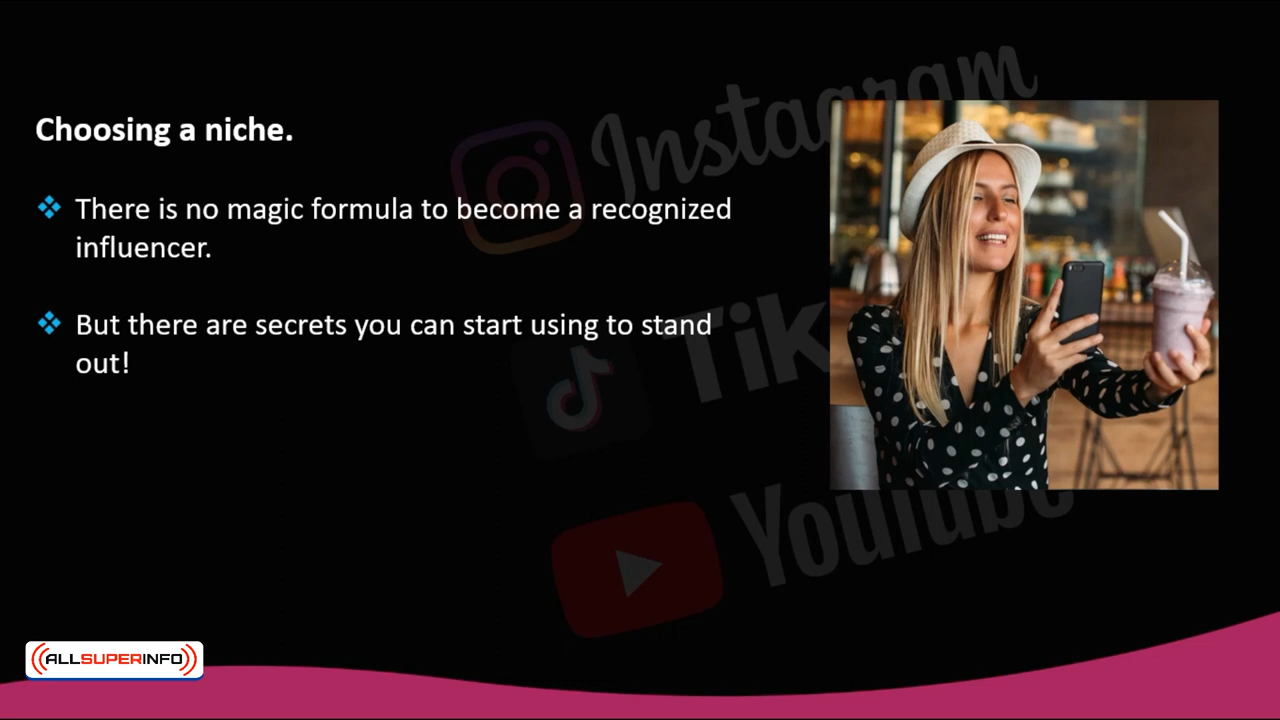 Instagram
Choosing a niche.
There is no magic formula to become a recognized
influencer.
But there are secrets you can start using to stand
out!
TikT
YouTube
ALLSUPERINFO